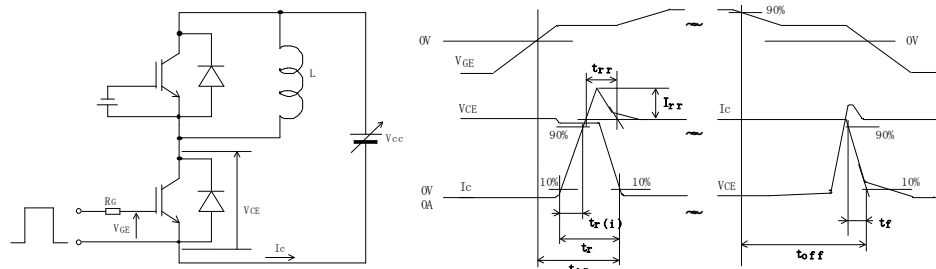 L
Vcc
RG
VGE
VCE
Ic
0V
VGE
trr
Irr
VCE
90%
0V
0A
Ic
10%
10%
tr(i)
tr
90%
0V
Ic
90%
VCE
10%
tf
toff